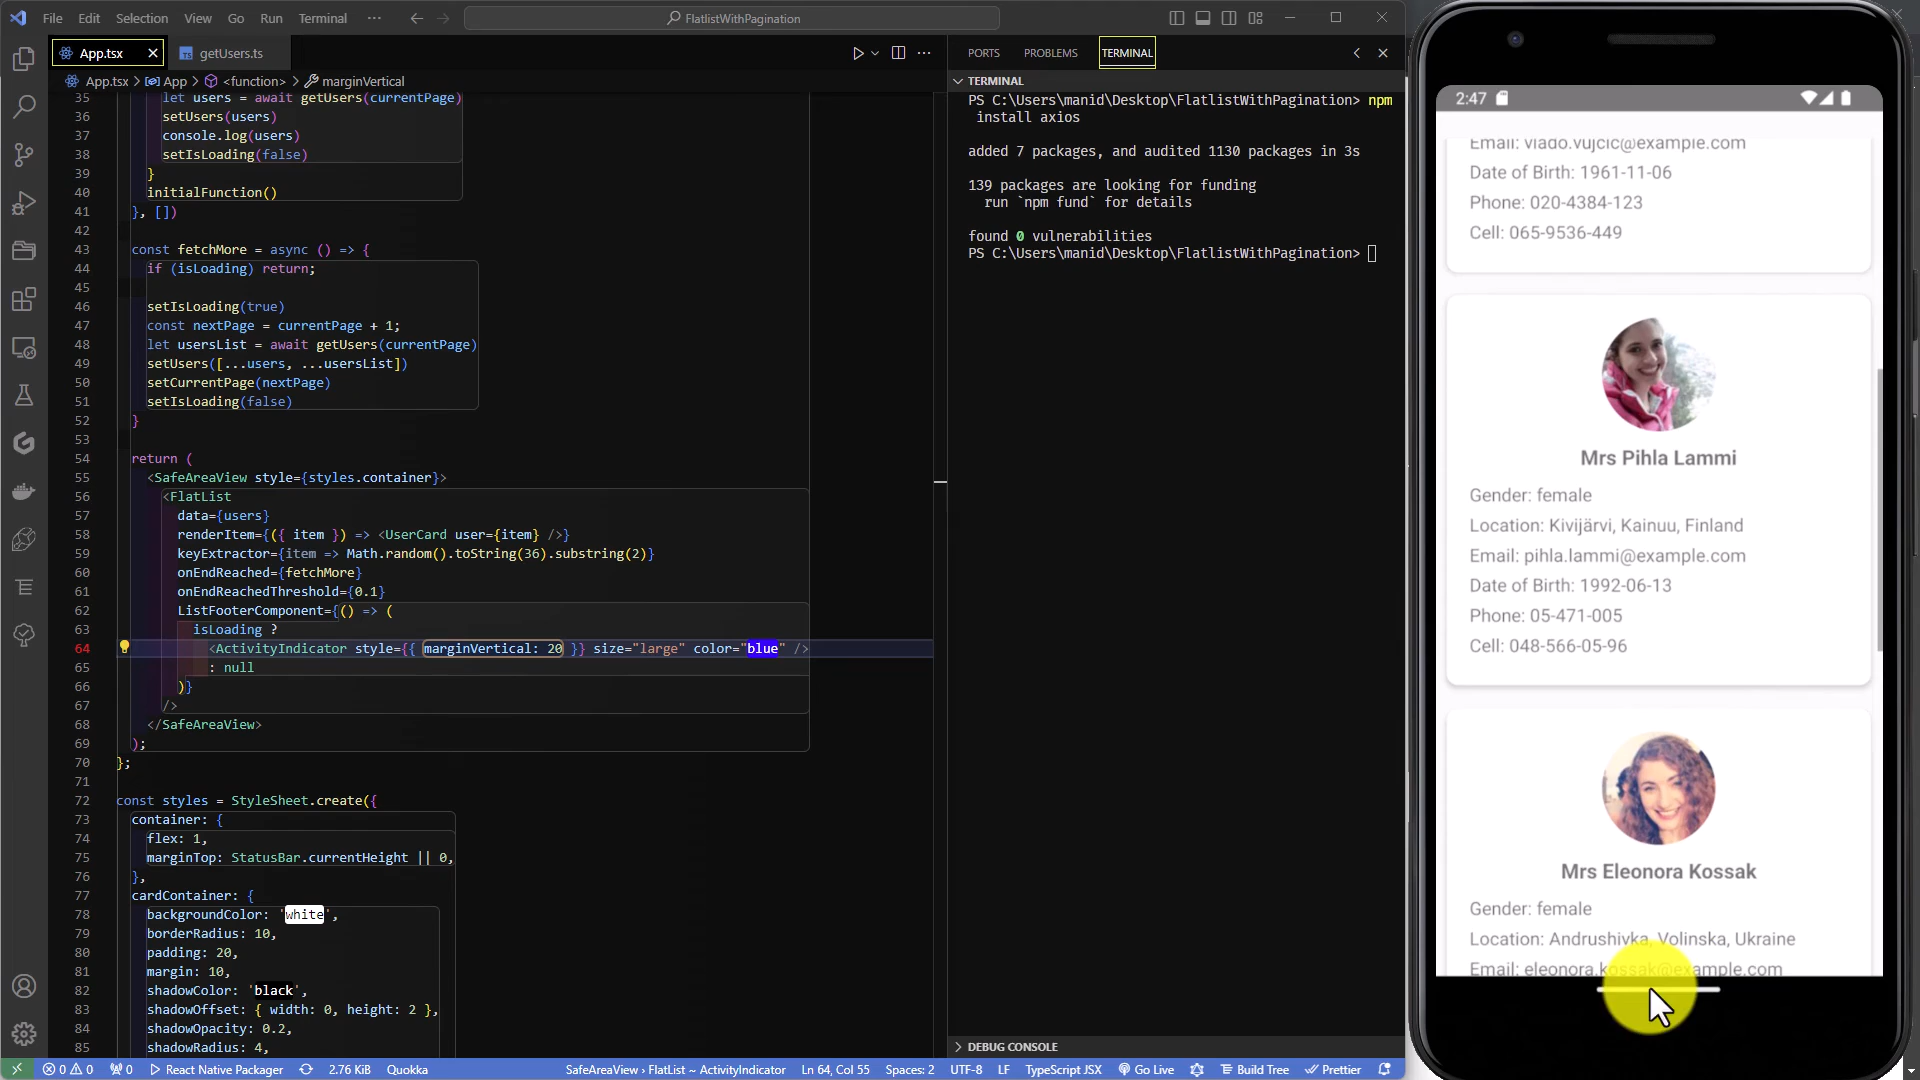 File Edit Selection View Go Run Terminal ··· FlatlistWithPagination
App.tsx getUsers.ts
App.tsx > App > <function> > marginVertical
35 let users = await getUsers(currentPage)
36 setUsers(users)
37 console.log(users)
38 setIsLoading(false)
39 }
40 initialFunction()
41 }, [])
42
43 const fetchMore = async () => {
44 if (isLoading) return;
45
46 setIsLoading(true)
47 const nextPage = currentPage + 1;
48 let usersList = await getUsers(currentPage)
49 setUsers([...users, ...usersList])
50 setCurrentPage(nextPage)
51 setIsLoading(false)
52 }
53
54 return (
55 <SafeAreaView style={styles.container}>
56 <FlatList
57 data={users}
58 renderItem={({ item }) => <UserCard user={item} />}
59 keyExtractor={item => Math.random().toString(36).substring(2)}
60 onEndReached={fetchMore}
61 onEndReachedThreshold={0.1}
62 ListFooterComponent={() => (
63 isLoading ?
64 <ActivityIndicator style={{ marginVertical: 20 }} size="large" color="blue" />
65 : null
66 )}
67 />
68 </SafeAreaView>
69 );
70 };
71
72 const styles = StyleSheet.create({
73 container: {
74 flex: 1,
75 marginTop: StatusBar.currentHeight || 0,
76 },
77 cardContainer: {
78 backgroundColor: 'white',
79 borderRadius: 10,
80 padding: 20,
81 margin: 10,
82 shadowColor: 'black',
83 shadowOffset: { width: 0, height: 2 },
84 shadowOpacity: 0.2,
85 shadowRadius: 4,
PORTS PROBLEMS TERMINAL
TERMINAL
PS C:\Users\manid\Desktop\FlatlistWithPagination> npm
install axios
added 7 packages, and audited 1130 packages in 3s
139 packages are looking for funding
run `npm fund` for details
found 0 vulnerabilities
PS C:\Users\manid\Desktop\FlatlistWithPagination>
DEBUG CONSOLE
0 0 0 React Native Packager 2.76 KiB Quokka SafeAreaView › FlatList ~ ActivityIndicator Ln 64, Col 55 Spaces: 2 UTF-8 LF TypeScript JSX Go Live Build Tree Prettier
2:47
Email: vlado.vujcic@example.com
Date of Birth: 1961-11-06
Phone: 020-4384-123
Cell: 065-9536-449
Mrs Pihla Lammi
Gender: female
Location: Kivijärvi, Kainuu, Finland
Email: pihla.lammi@example.com
Date of Birth: 1992-06-13
Phone: 05-471-005
Cell: 048-566-05-96
Mrs Eleonora Kossak
Gender: female
Location: Andrushivka, Volinska, Ukraine
Email: eleonora.kossak@example.com